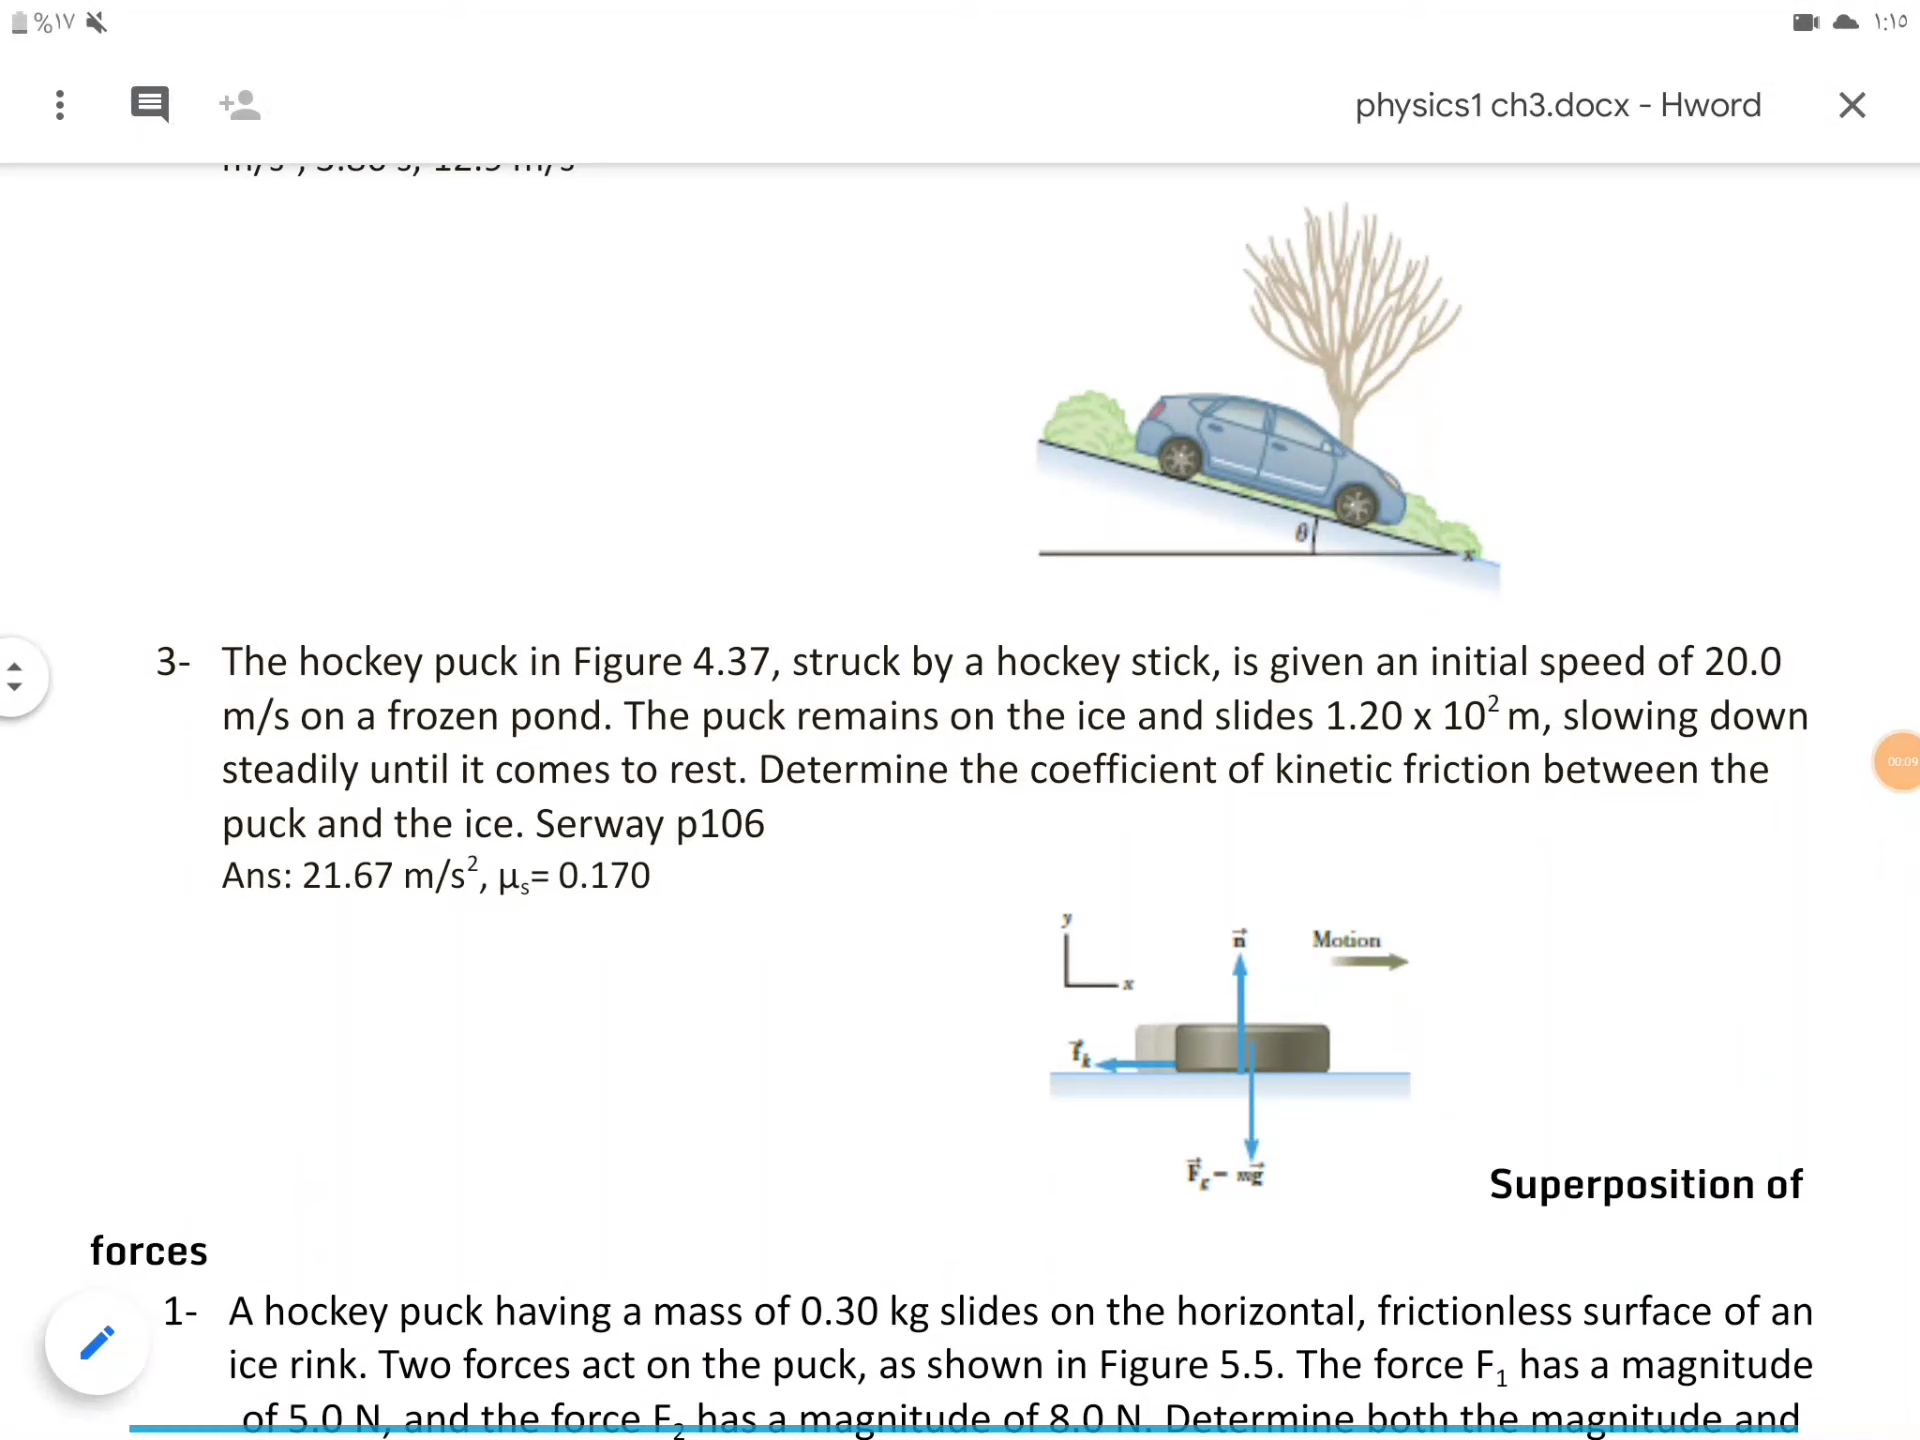 %١٧
١:١٥
physics1 ch3.docx - Hword
θ
x
3- The hockey puck in Figure 4.37, struck by a hockey stick, is given an initial speed of 20.0
m/s on a frozen pond. The puck remains on the ice and slides 1.20 x 10² m, slowing down
steadily until it comes to rest. Determine the coefficient of kinetic friction between the
puck and the ice. Serway p106
Ans: 21.67 m/s², μₛ= 0.170
00:09
y
x
n⃗
Motion
f⃗ₖ
F⃗g - mg⃗
Superposition of
forces
1- A hockey puck having a mass of 0.30 kg slides on the horizontal, frictionless surface of an
ice rink. Two forces act on the puck, as shown in Figure 5.5. The force F₁ has a magnitude
of 5.0 N, and the force F₂ has a magnitude of 8.0 N. Determine both the magnitude and